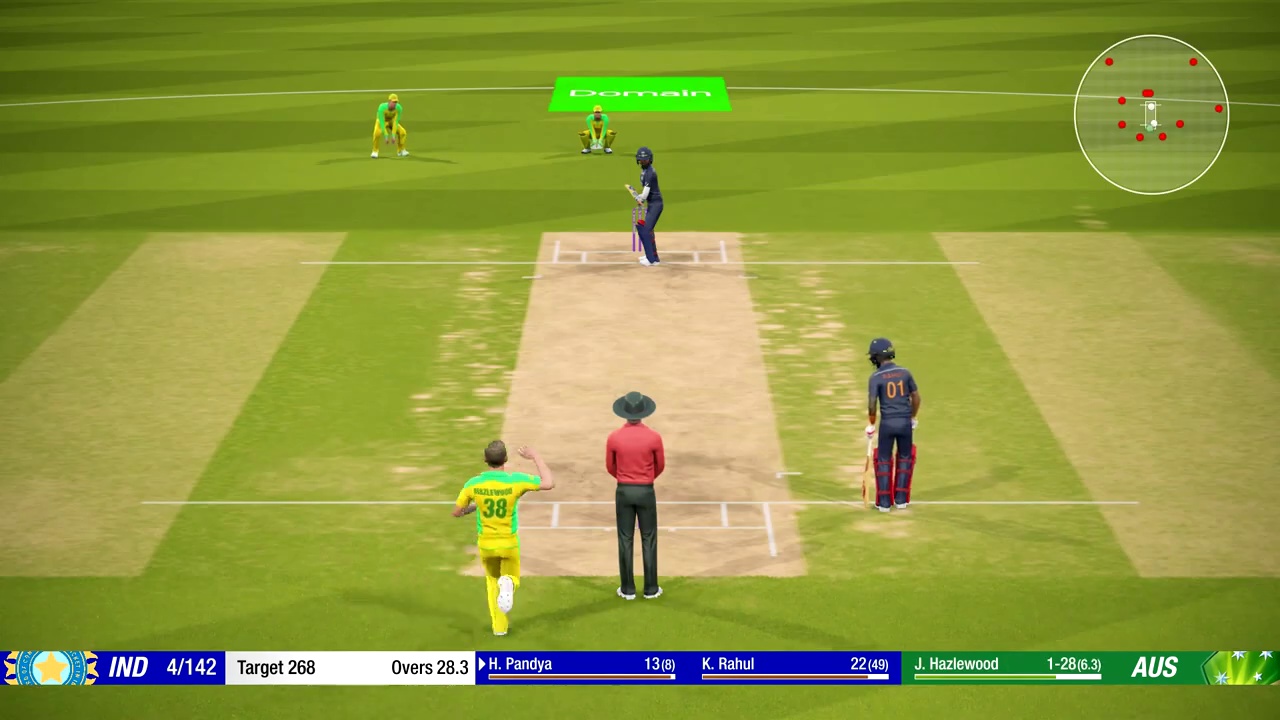 Domain
01
HAZLEWOOD
38
IND 4/142 Target 268 Overs 28.3 H. Pandya 13(8) K. Rahul 22(49) J. Hazlewood 1-28(6.3) AUS